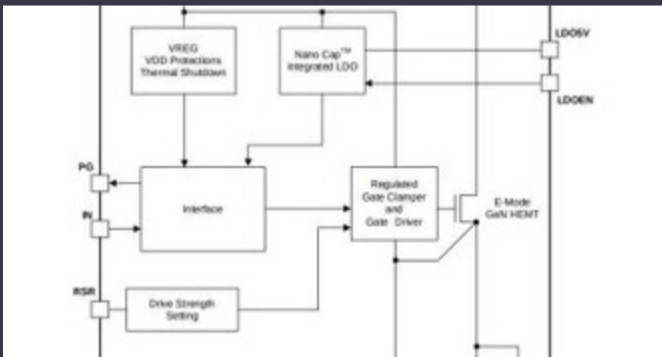 VREG
VDD Protections
Thermal Shutdown
Nano Cap™
Integrated LDO
LDO5V
LDOEN
PG
IN
Interface
Regulated
Gate Clamper
and
Gate Driver
E-Mode
GaN HEMT
RSR
Drive Strength
Setting